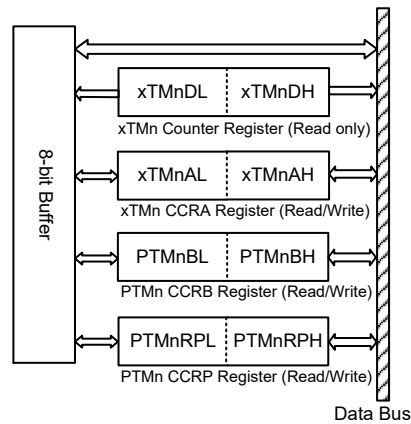 8-bit Buffer
xTMnDL xTMnDH
xTMn Counter Register (Read only)
xTMnAL xTMnAH
xTMn CCRA Register (Read/Write)
PTMnBL PTMnBH
PTMn CCRB Register (Read/Write)
PTMnRPL PTMnRPH
PTMn CCRP Register (Read/Write)
Data Bus